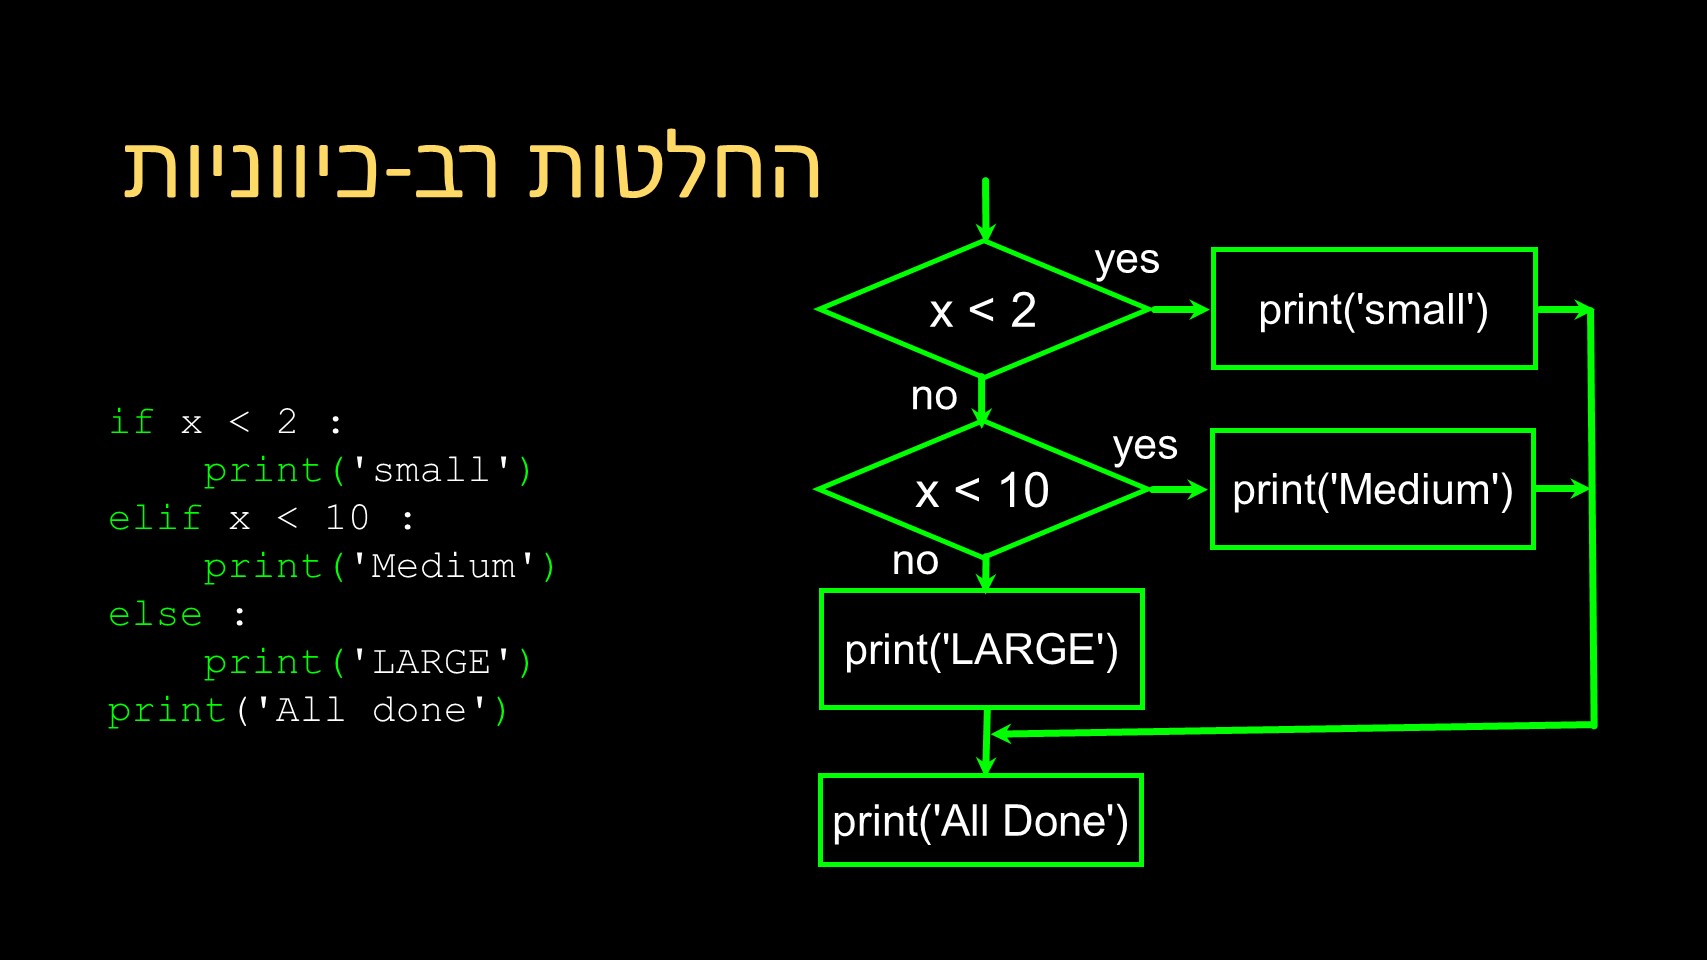 החלטות רב-כיווניות
if x < 2 :
    print('small')
elif x < 10 :
    print('Medium')
else :
    print('LARGE')
print('All done')
yes
x < 2
print('small')
no
yes
x < 10
print('Medium')
no
print('LARGE')
print('All Done')